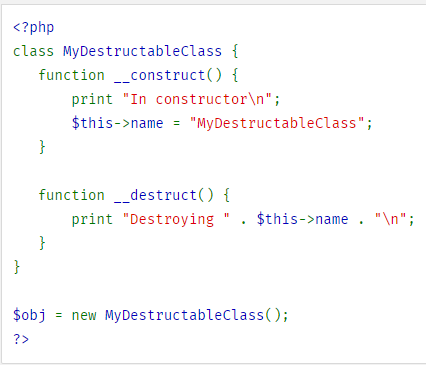 <?php
class MyDestructableClass {
   function __construct() {
       print "In constructor\n";
       $this->name = "MyDestructableClass";
   }

   function __destruct() {
       print "Destroying " . $this->name . "\n";
   }
}

$obj = new MyDestructableClass();
?>